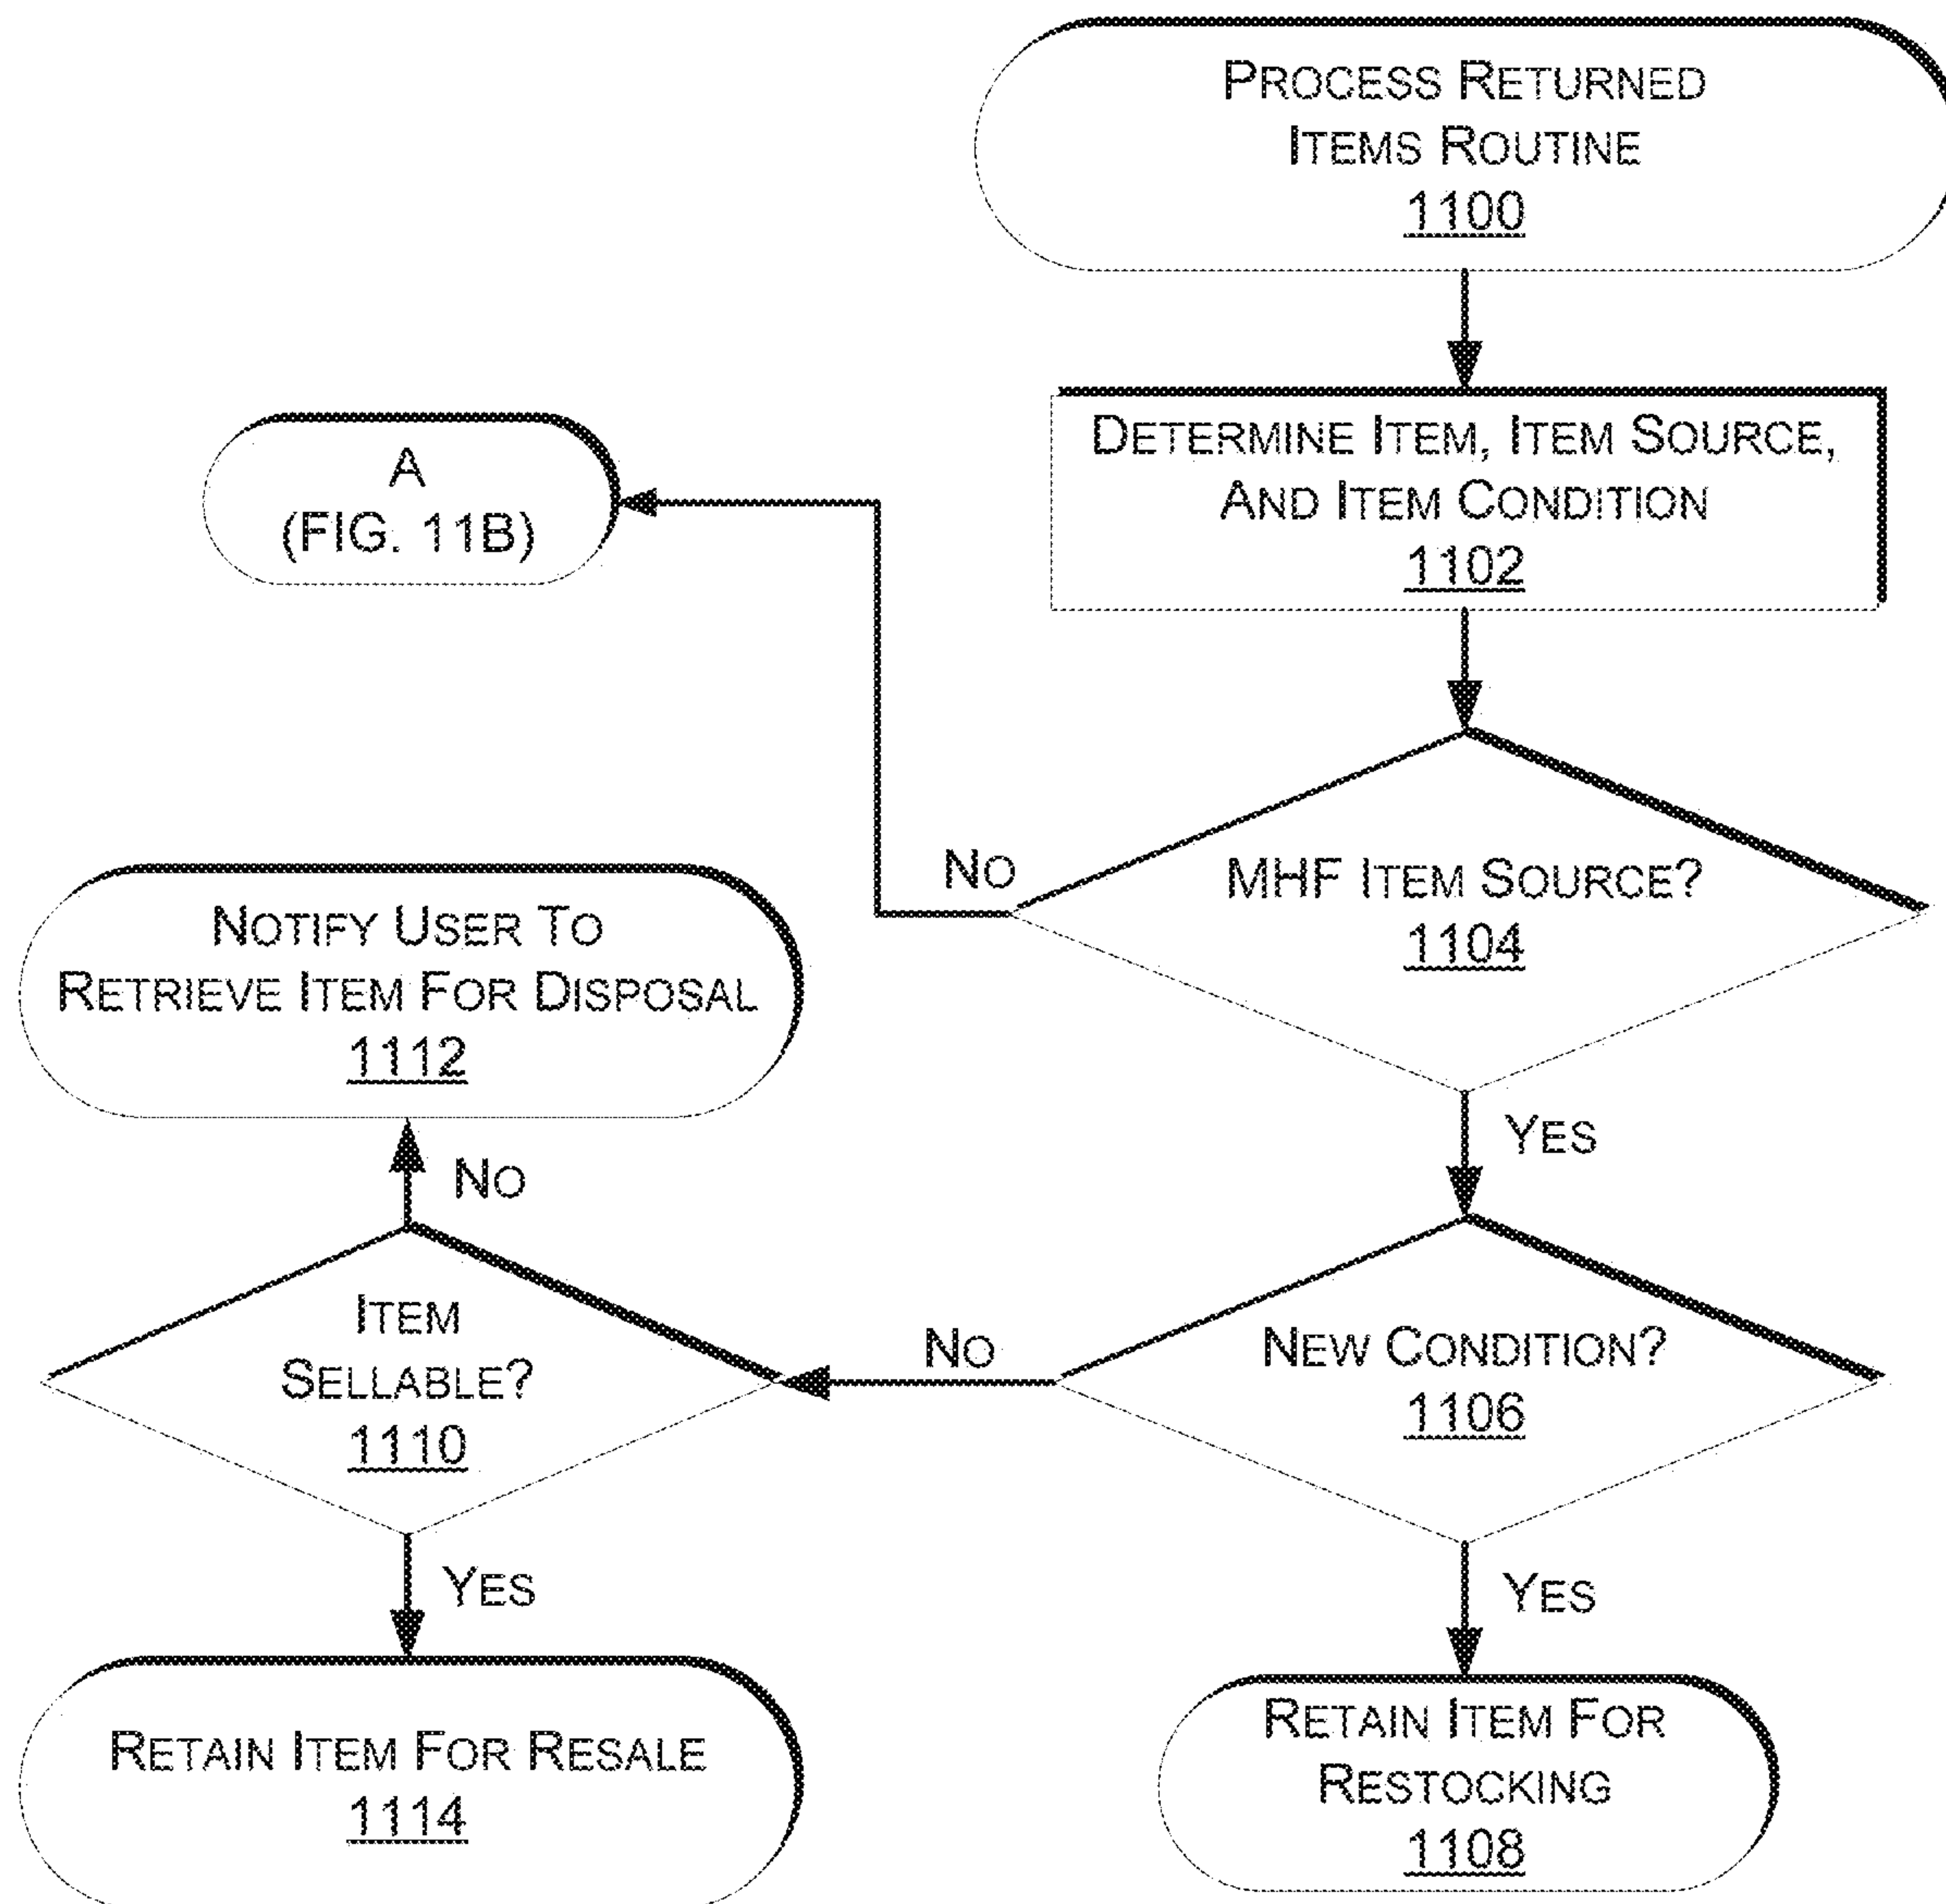 PROCESS RETURNED
ITEMS ROUTINE
1100
DETERMINE ITEM, ITEM SOURCE,
AND ITEM CONDITION
1102
A
(FIG. 11B)
MHF ITEM SOURCE?
1104
NO
YES
NOTIFY USER TO
RETRIEVE ITEM FOR DISPOSAL
1112
NO
NEW CONDITION?
1106
NO
ITEM
SELLABLE?
1110
YES
YES
RETAIN ITEM FOR RESALE
1114
RETAIN ITEM FOR
RESTOCKING
1108